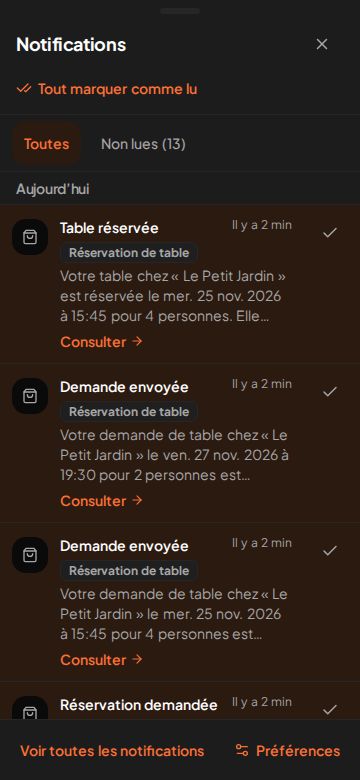 Notifications
Tout marquer comme lu
Toutes
Non lues (13)
Aujourd'hui
Table réservée
Il y a 2 min
Réservation de table
Votre table chez « Le Petit Jardin »
est réservée le mer. 25 nov. 2026
à 15:45 pour 4 personnes. Elle…
Consulter →
Demande envoyée
Il y a 2 min
Réservation de table
Votre demande de table chez « Le
Petit Jardin » le ven. 27 nov. 2026 à
19:30 pour 2 personnes est…
Consulter →
Demande envoyée
Il y a 2 min
Réservation de table
Votre demande de table chez « Le
Petit Jardin » le mer. 25 nov. 2026
à 15:45 pour 4 personnes est…
Consulter →
Réservation demandée
Il y a 2 min
Voir toutes les notifications
Préférences